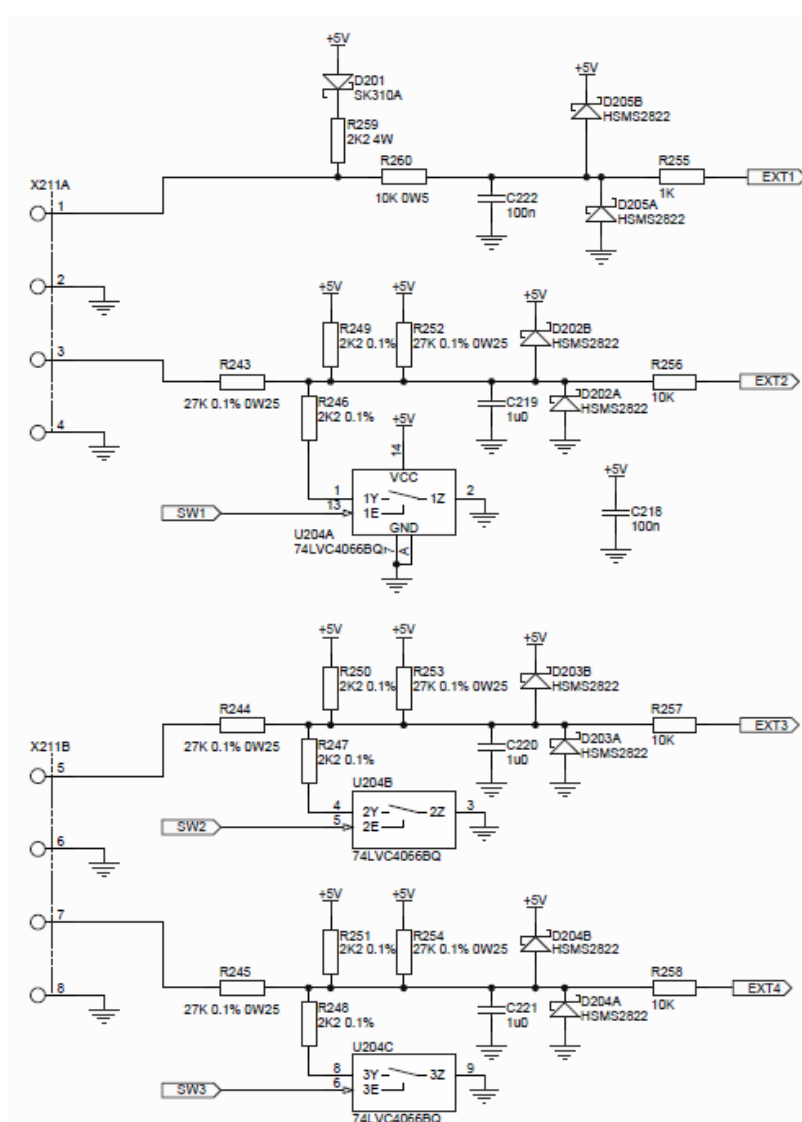 +5V
D201
SK310A
R259
2K2 4W
+5V
D205B
HSMS2822
X211A
1
R260
10K 0W5
C222
100n
D205A
HSMS2822
R255
1K
EXT1
2
3
4
+5V
R249
2K2 0.1%
+5V
R252
27K 0.1% 0W25
+5V
D202B
HSMS2822
R243
27K 0.1% 0W25
R246
2K2 0.1%
C219
1u0
D202A
HSMS2822
R256
10K
EXT2
+5V
14
VCC
1
1Y
1Z
2
SW1
13
1E
GND
U204A
74LVC4066BQ
7
A
+5V
C218
100n
+5V
R250
2K2 0.1%
+5V
R253
27K 0.1% 0W25
+5V
D203B
HSMS2822
R244
27K 0.1% 0W25
R247
2K2 0.1%
C220
1u0
D203A
HSMS2822
R257
10K
EXT3
X211B
5
6
7
8
U204B
4
2Y
2Z
3
SW2
5
2E
74LVC4066BQ
+5V
R251
2K2 0.1%
+5V
R254
27K 0.1% 0W25
+5V
D204B
HSMS2822
R245
27K 0.1% 0W25
R248
2K2 0.1%
C221
1u0
D204A
HSMS2822
R258
10K
EXT4
U204C
8
3Y
3Z
9
SW3
6
3E
74LVC4066BQ